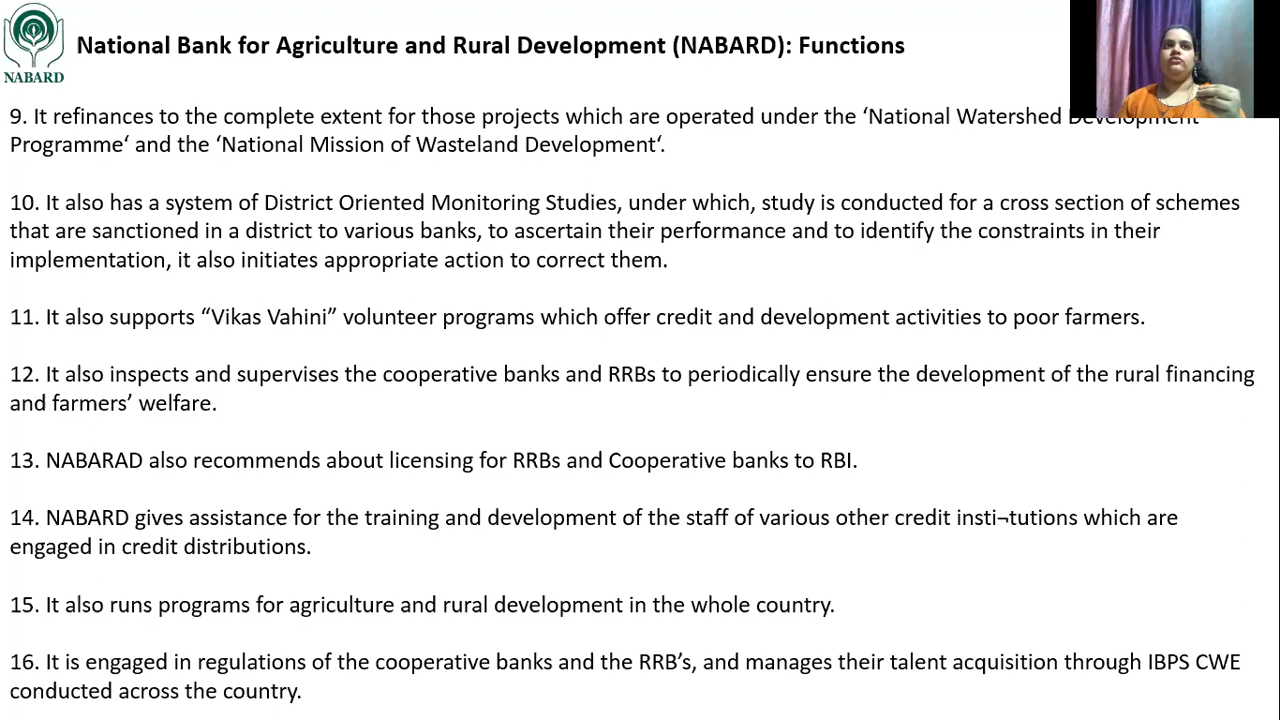 NABARD
National Bank for Agriculture and Rural Development (NABARD): Functions
9. It refinances to the complete extent for those projects which are operated under the ‘National Watershed Development
Programme‘ and the ‘National Mission of Wasteland Development‘.
10. It also has a system of District Oriented Monitoring Studies, under which, study is conducted for a cross section of schemes
that are sanctioned in a district to various banks, to ascertain their performance and to identify the constraints in their
implementation, it also initiates appropriate action to correct them.
11. It also supports “Vikas Vahini” volunteer programs which offer credit and development activities to poor farmers.
12. It also inspects and supervises the cooperative banks and RRBs to periodically ensure the development of the rural financing
and farmers’ welfare.
13. NABARAD also recommends about licensing for RRBs and Cooperative banks to RBI.
14. NABARD gives assistance for the training and development of the staff of various other credit insti¬tutions which are
engaged in credit distributions.
15. It also runs programs for agriculture and rural development in the whole country.
16. It is engaged in regulations of the cooperative banks and the RRB’s, and manages their talent acquisition through IBPS CWE
conducted across the country.